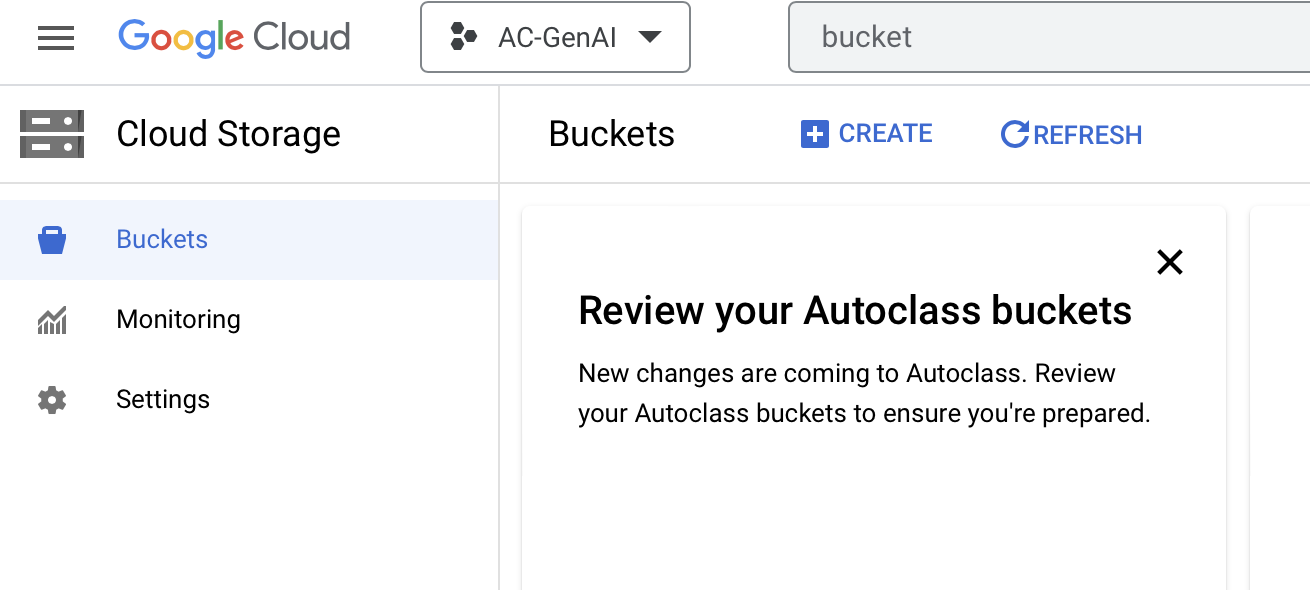 Google Cloud
AC-GenAI
bucket
Cloud Storage
Buckets
CREATE
REFRESH
Buckets
Monitoring
Settings
Review your Autoclass buckets
New changes are coming to Autoclass. Review
your Autoclass buckets to ensure you're prepared.